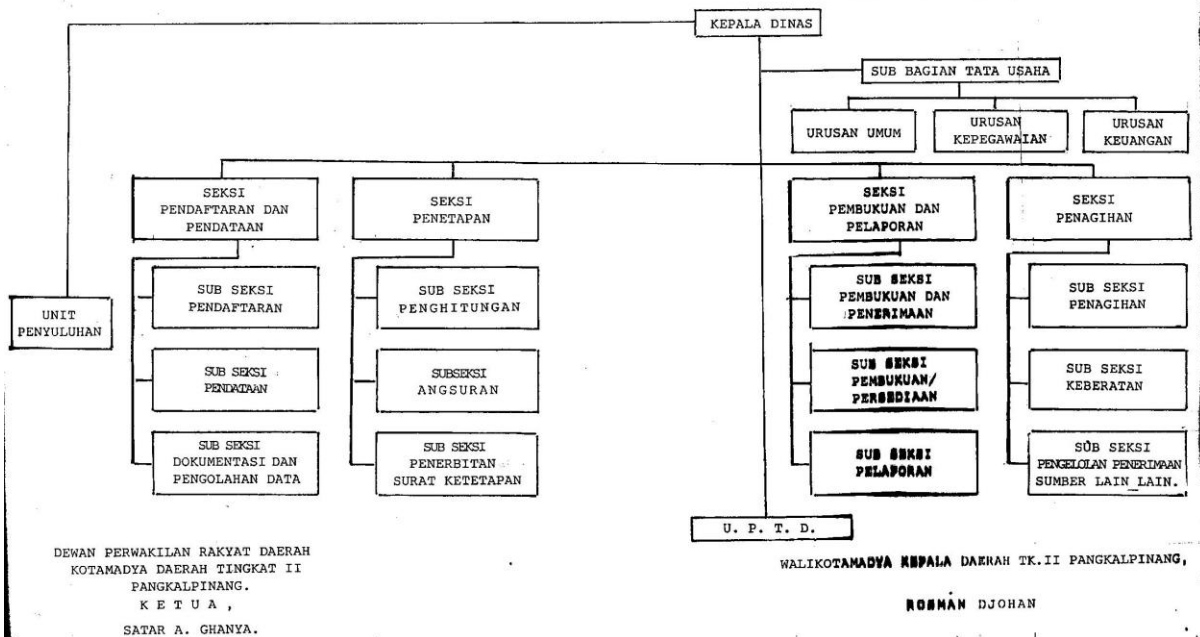 KEPALA DINAS
SUB BAGIAN TATA USAHA
URUSAN UMUM
URUSAN
KEPEGAWAIAN
URUSAN
KEUANGAN
SEKSI
PENDAFTARAN DAN
PENDATAAN
SEKSI
PENETAPAN
SEKSI
PEMBUKUAN DAN
PELAPORAN
SEKSI
PENAGIHAN
UNIT
PENYULUHAN
SUB SEKSI
PENDAFTARAN
SUB SEKSI
PENGHITUNGAN
SUB SEKSI
PEMBUKUAN DAN
PENERIMAAN
SUB SEKSI
PENAGIHAN
SUB SEKSI
PENDATAAN
SUBSEKSI
ANGSURAN
SUB SEKSI
PEMBUKUAN/
PERSEDIAAN
SUB SEKSI
KEBERATAN
SUB SEKSI
DOKUMENTASI DAN
PENGOLAHAN DATA
SUB SEKSI
PENERBITAN
SURAT KETETAPAN
SUB SEKSI
PELAPORAN
SUB SEKSI
PENGELOLAN PENERIMAAN
SUMBER LAIN LAIN.
U. P. T. D.
DEWAN PERWAKILAN RAKYAT DAERAH
KOTAMADYA DAERAH TINGKAT II
PANGKALPINANG.
K E T U A ,
SATAR A. GHANYA.
WALIKOTAMADYA KEPALA DAERAH TK.II PANGKALPINANG,
ROSMAN DJOHAN